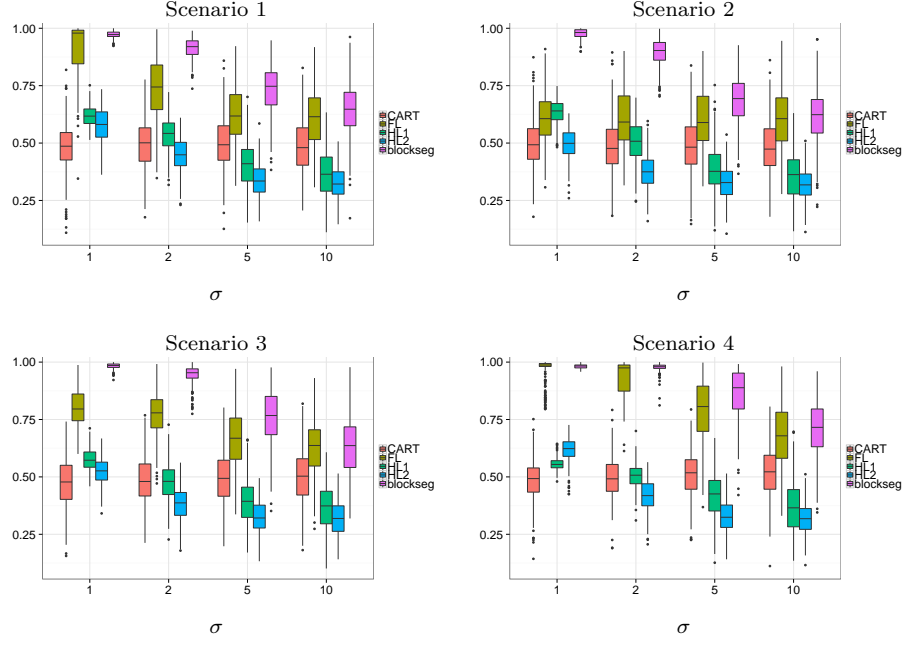 Scenario 1
1.00
0.75
0.50
0.25
1 2 5 10
σ
CART
FL
HL1
HL2
blockseg
Scenario 2
1.00
0.75
0.50
0.25
1 2 5 10
σ
CART
FL
HL1
HL2
blockseg
Scenario 3
1.00
0.75
0.50
0.25
1 2 5 10
σ
CART
FL
HL1
HL2
blockseg
Scenario 4
1.00
0.75
0.50
0.25
1 2 5 10
σ
CART
FL
HL1
HL2
blockseg